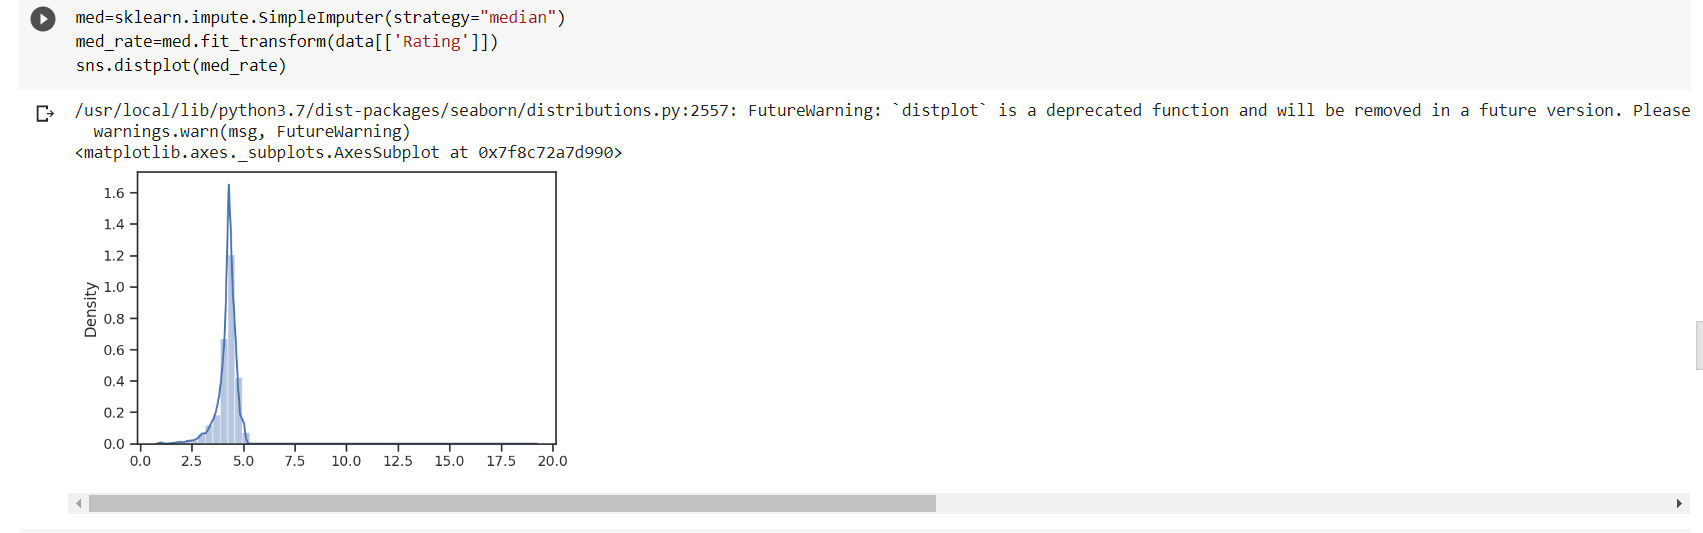 med=sklearn.impute.SimpleImputer(strategy="median")
med_rate=med.fit_transform(data[['Rating']])
sns.distplot(med_rate)
/usr/local/lib/python3.7/dist-packages/seaborn/distributions.py:2557: FutureWarning: `distplot` is a deprecated function and will be removed in a future version. Please
warnings.warn(msg, FutureWarning)
<matplotlib.axes._subplots.AxesSubplot at 0x7f8c72a7d990>
1.6
1.4
1.2
1.0
0.8
0.6
0.4
0.2
0.0
Density
0.0 2.5 5.0 7.5 10.0 12.5 15.0 17.5 20.0